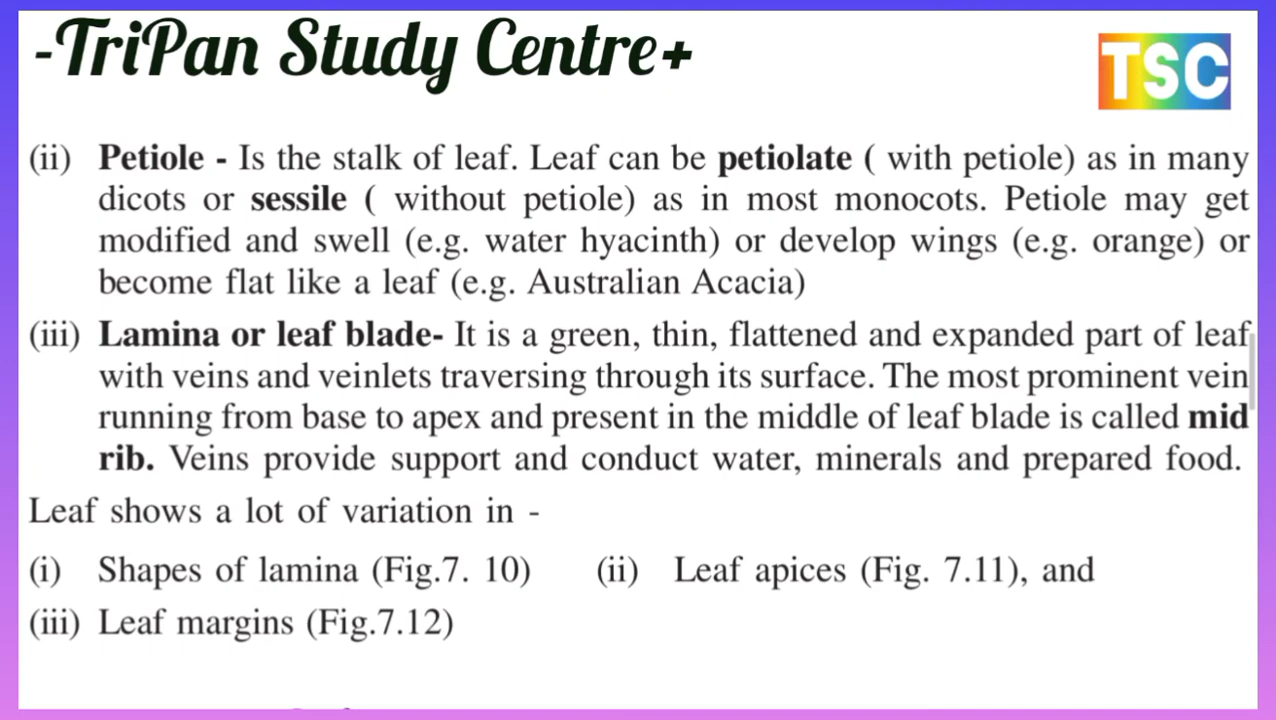 -TriPan Study Centre+
TSC
(ii) Petiole - Is the stalk of leaf. Leaf can be petiolate ( with petiole) as in many
dicots or sessile ( without petiole) as in most monocots. Petiole may get
modified and swell (e.g. water hyacinth) or develop wings (e.g. orange) or
become flat like a leaf (e.g. Australian Acacia)
(iii) Lamina or leaf blade- It is a green, thin, flattened and expanded part of leaf
with veins and veinlets traversing through its surface. The most prominent vein
running from base to apex and present in the middle of leaf blade is called mid
rib. Veins provide support and conduct water, minerals and prepared food.
Leaf shows a lot of variation in -
(i) Shapes of lamina (Fig.7. 10) (ii) Leaf apices (Fig. 7.11), and
(iii) Leaf margins (Fig.7.12)